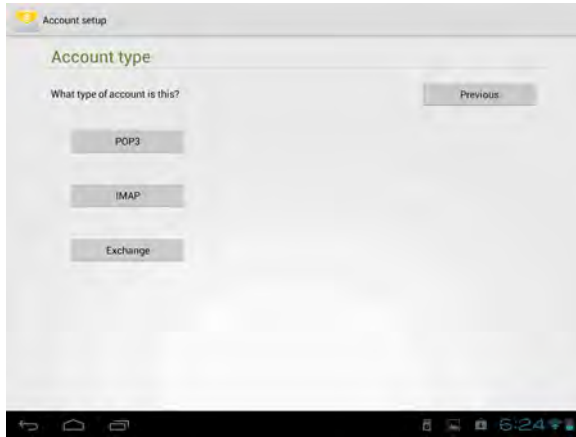 Account setup
Account type
What type of account is this?
Previous
POP3
IMAP
Exchange
6:24